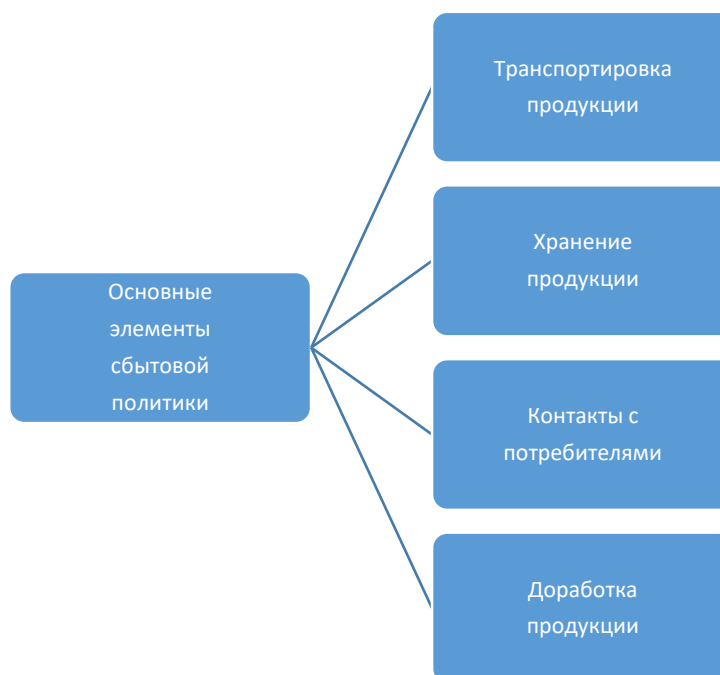 Основные
элементы
сбытовой
политики
Транспортировка
продукции
Хранение
продукции
Контакты с
потребителями
Доработка
продукции